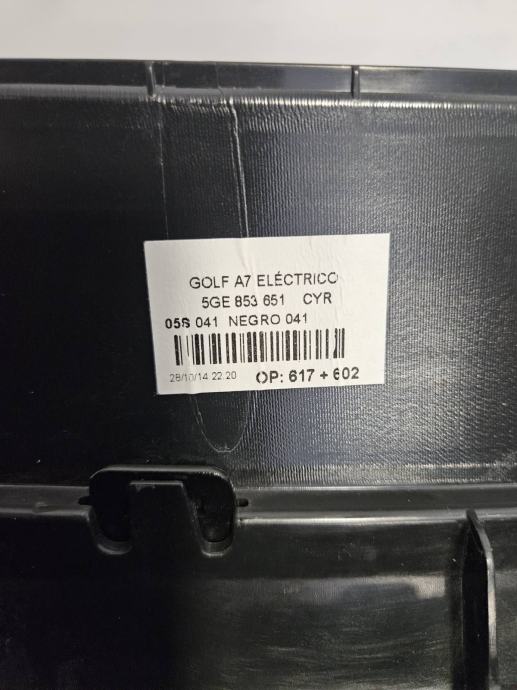 GOLF A7 ELÉCTRICO
5GE 853 651 CYR
05S 041 NEGRO 041
28/10/14 22:20 OP: 617 + 602